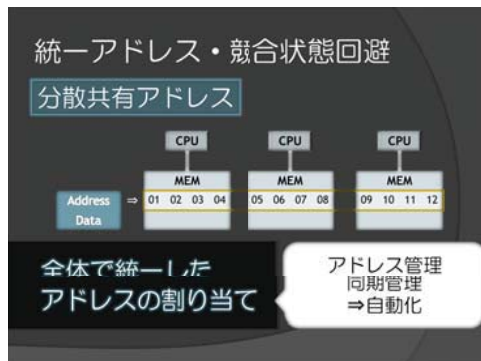 統一アドレス・競合状態回避
分散共有アドレス
CPU CPU CPU
MEM MEM MEM
Address ⇒ 01 02 03 04 05 06 07 08 09 10 11 12
Data
全体で統一した
アドレスの割り当て
アドレス管理
同期管理
⇒自動化